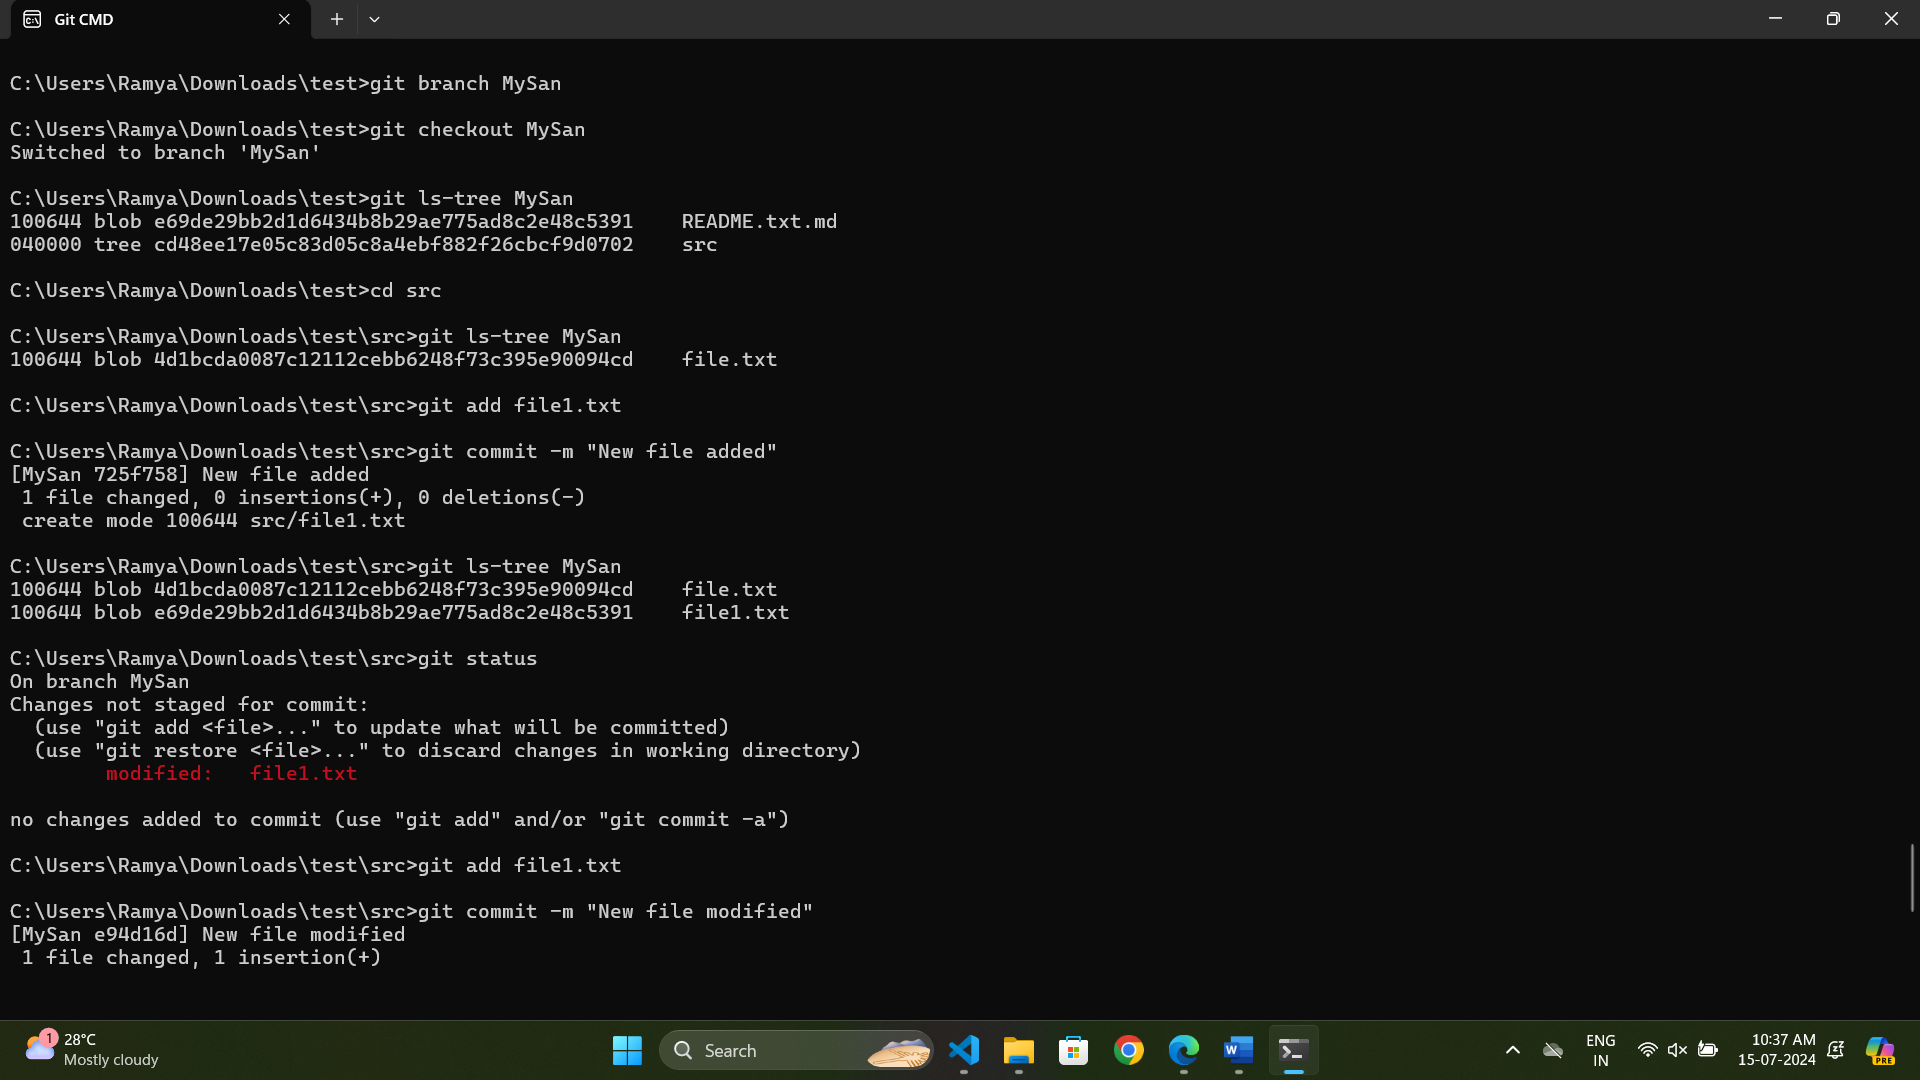 Git CMD
C:\Users\Ramya\Downloads\test>git branch MySan
C:\Users\Ramya\Downloads\test>git checkout MySan
Switched to branch 'MySan'
C:\Users\Ramya\Downloads\test>git ls-tree MySan
100644 blob e69de29bb2d1d6434b8b29ae775ad8c2e48c5391    README.txt.md
040000 tree cd48ee17e05c83d05c8a4ebf882f26cbcf9d0702    src
C:\Users\Ramya\Downloads\test>cd src
C:\Users\Ramya\Downloads\test\src>git ls-tree MySan
100644 blob 4d1bcda0087c12112cebb6248f73c395e90094cd    file.txt
C:\Users\Ramya\Downloads\test\src>git add file1.txt
C:\Users\Ramya\Downloads\test\src>git commit -m "New file added"
[MySan 725f758] New file added
 1 file changed, 0 insertions(+), 0 deletions(-)
 create mode 100644 src/file1.txt
C:\Users\Ramya\Downloads\test\src>git ls-tree MySan
100644 blob 4d1bcda0087c12112cebb6248f73c395e90094cd    file.txt
100644 blob e69de29bb2d1d6434b8b29ae775ad8c2e48c5391    file1.txt
C:\Users\Ramya\Downloads\test\src>git status
On branch MySan
Changes not staged for commit:
  (use "git add <file>..." to update what will be committed)
  (use "git restore <file>..." to discard changes in working directory)
        modified:   file1.txt
no changes added to commit (use "git add" and/or "git commit -a")
C:\Users\Ramya\Downloads\test\src>git add file1.txt
C:\Users\Ramya\Downloads\test\src>git commit -m "New file modified"
[MySan e94d16d] New file modified
 1 file changed, 1 insertion(+)
1
28°C
Mostly cloudy
Search
W
ENG
IN
10:37 AM
15-07-2024
PRE